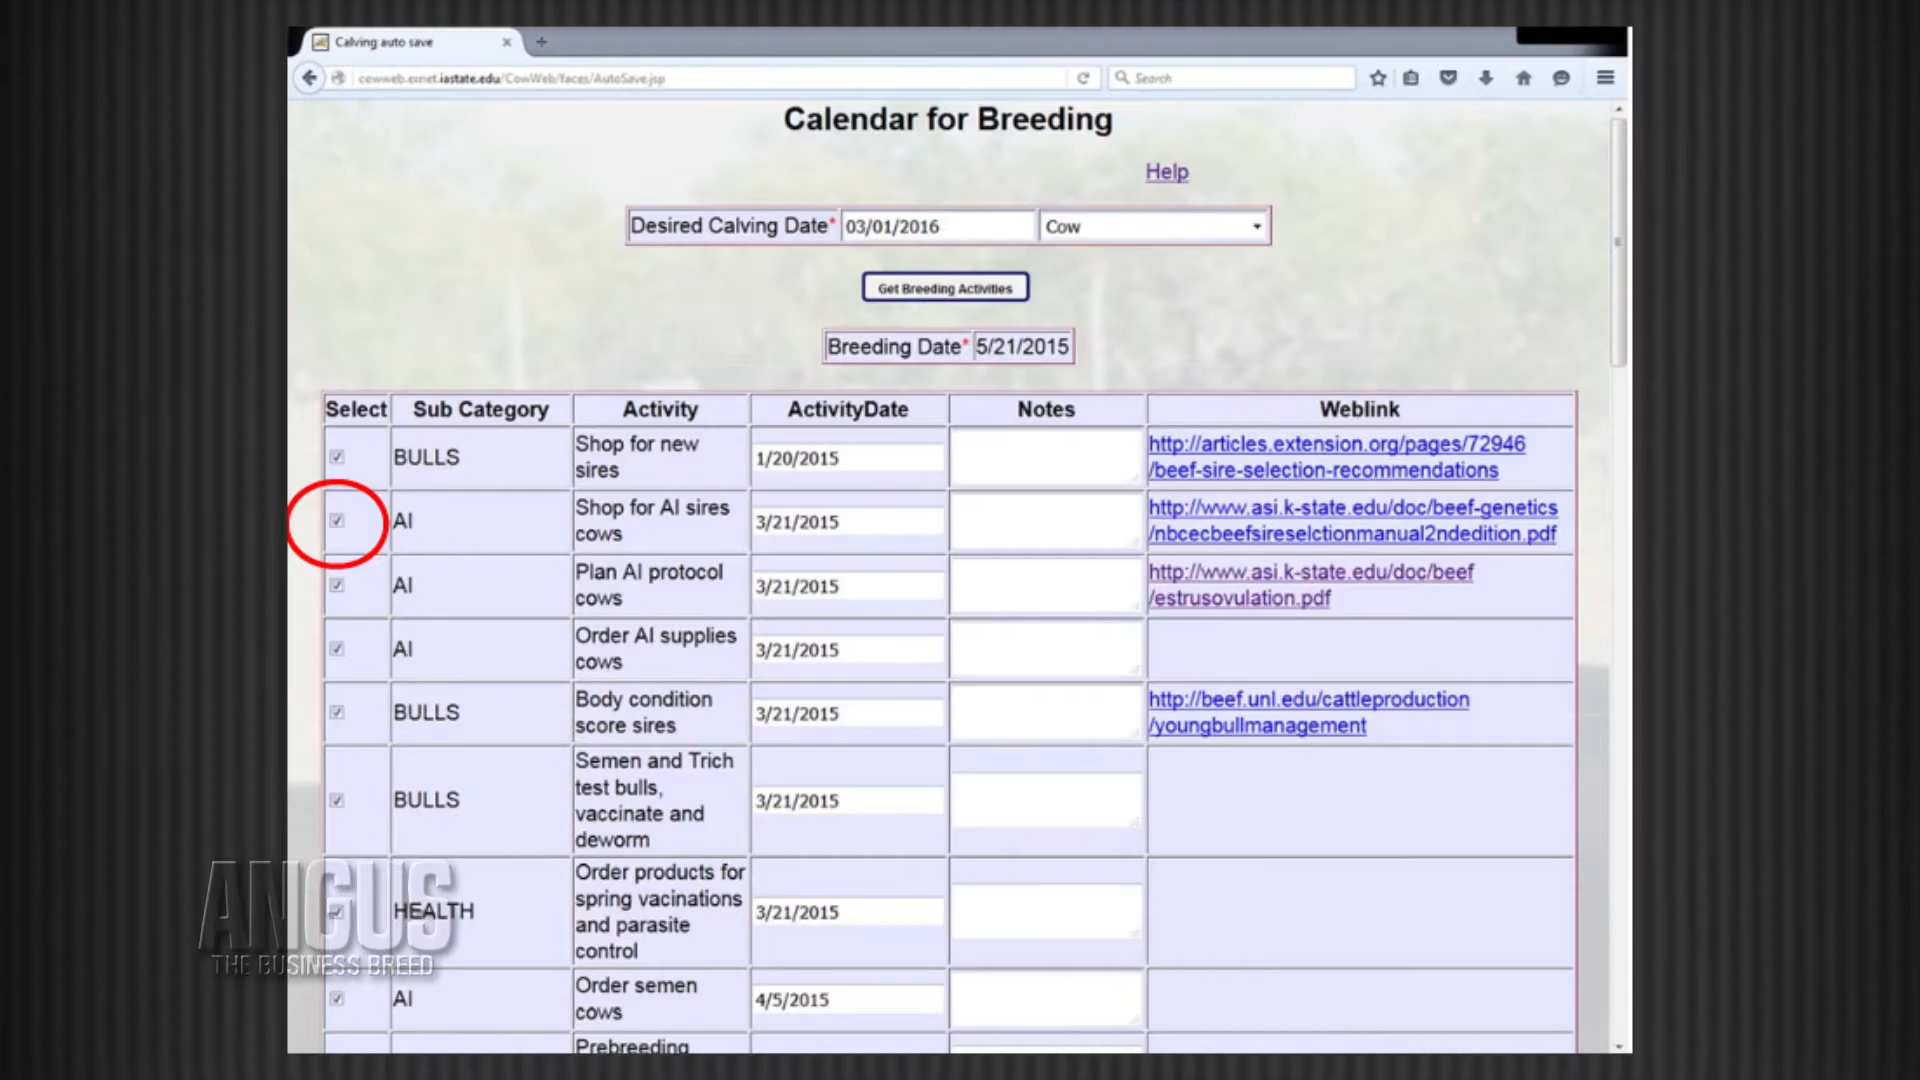 Calving auto save
cowweb.exnet.iastate.edu/CowWeb/faces/AutoSave.jsp
Search
Calendar for Breeding
Help
Desired Calving Date* 03/01/2016 Cow
Get Breeding Activities
Breeding Date* 5/21/2015
Select Sub Category Activity ActivityDate Notes Weblink
BULLS
Shop for new
sires
1/20/2015
http://articles.extension.org/pages/72946
/beef-sire-selection-recommendations
AI
Shop for AI sires
cows
3/21/2015
http://www.asi.k-state.edu/doc/beef-genetics
/nbcecbeefsireselctionmanual2ndedition.pdf
AI
Plan AI protocol
cows
3/21/2015
http://www.asi.k-state.edu/doc/beef
/estrusovulation.pdf
AI
Order AI supplies
cows
3/21/2015
BULLS
Body condition
score sires
3/21/2015
http://beef.unl.edu/cattleproduction
/youngbullmanagement
BULLS
Semen and Trich
test bulls,
vaccinate and
deworm
3/21/2015
HEALTH
Order products for
spring vacinations
and parasite
control
3/21/2015
AI
Order semen
cows
4/5/2015
Prebreeding
ANGUS
THE BUSINESS BREED